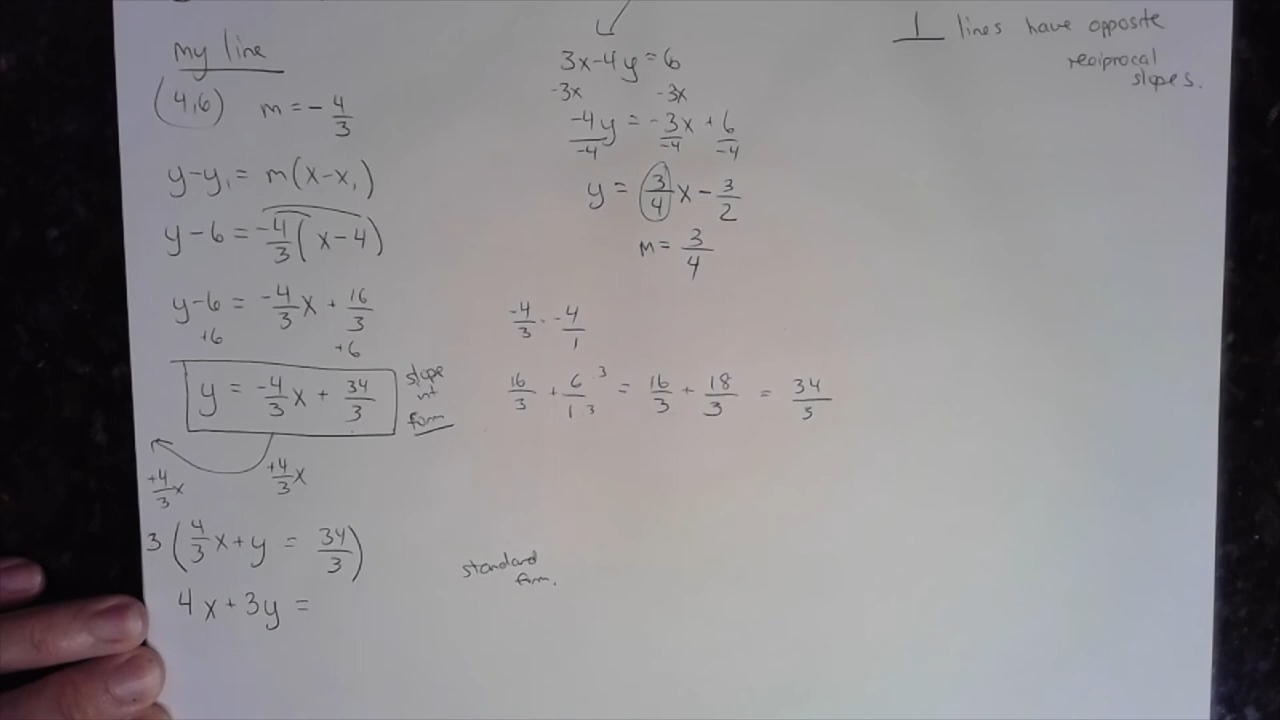 my line
(4,6) m = -4/3
y-y₁ = m(x-x₁)
y-6 = -4/3(x-4)
y-6 = -4/3x + 16/3
+6 +6
y = -4/3x + 34/3
slope
int
form
+4/3x +4/3x
3(4/3x+y = 34/3)
4x+3y =
3x-4y=6
-3x -3x
-4y/-4 = -3x/-4 + 6/-4
y = 3/4x - 3/2
m = 3/4
-4/3 · -4/1
16/3 + 6/1 3/3 = 16/3 + 18/3 = 34/3
standard
form.
⊥ lines have opposite
reciprocal
slopes.